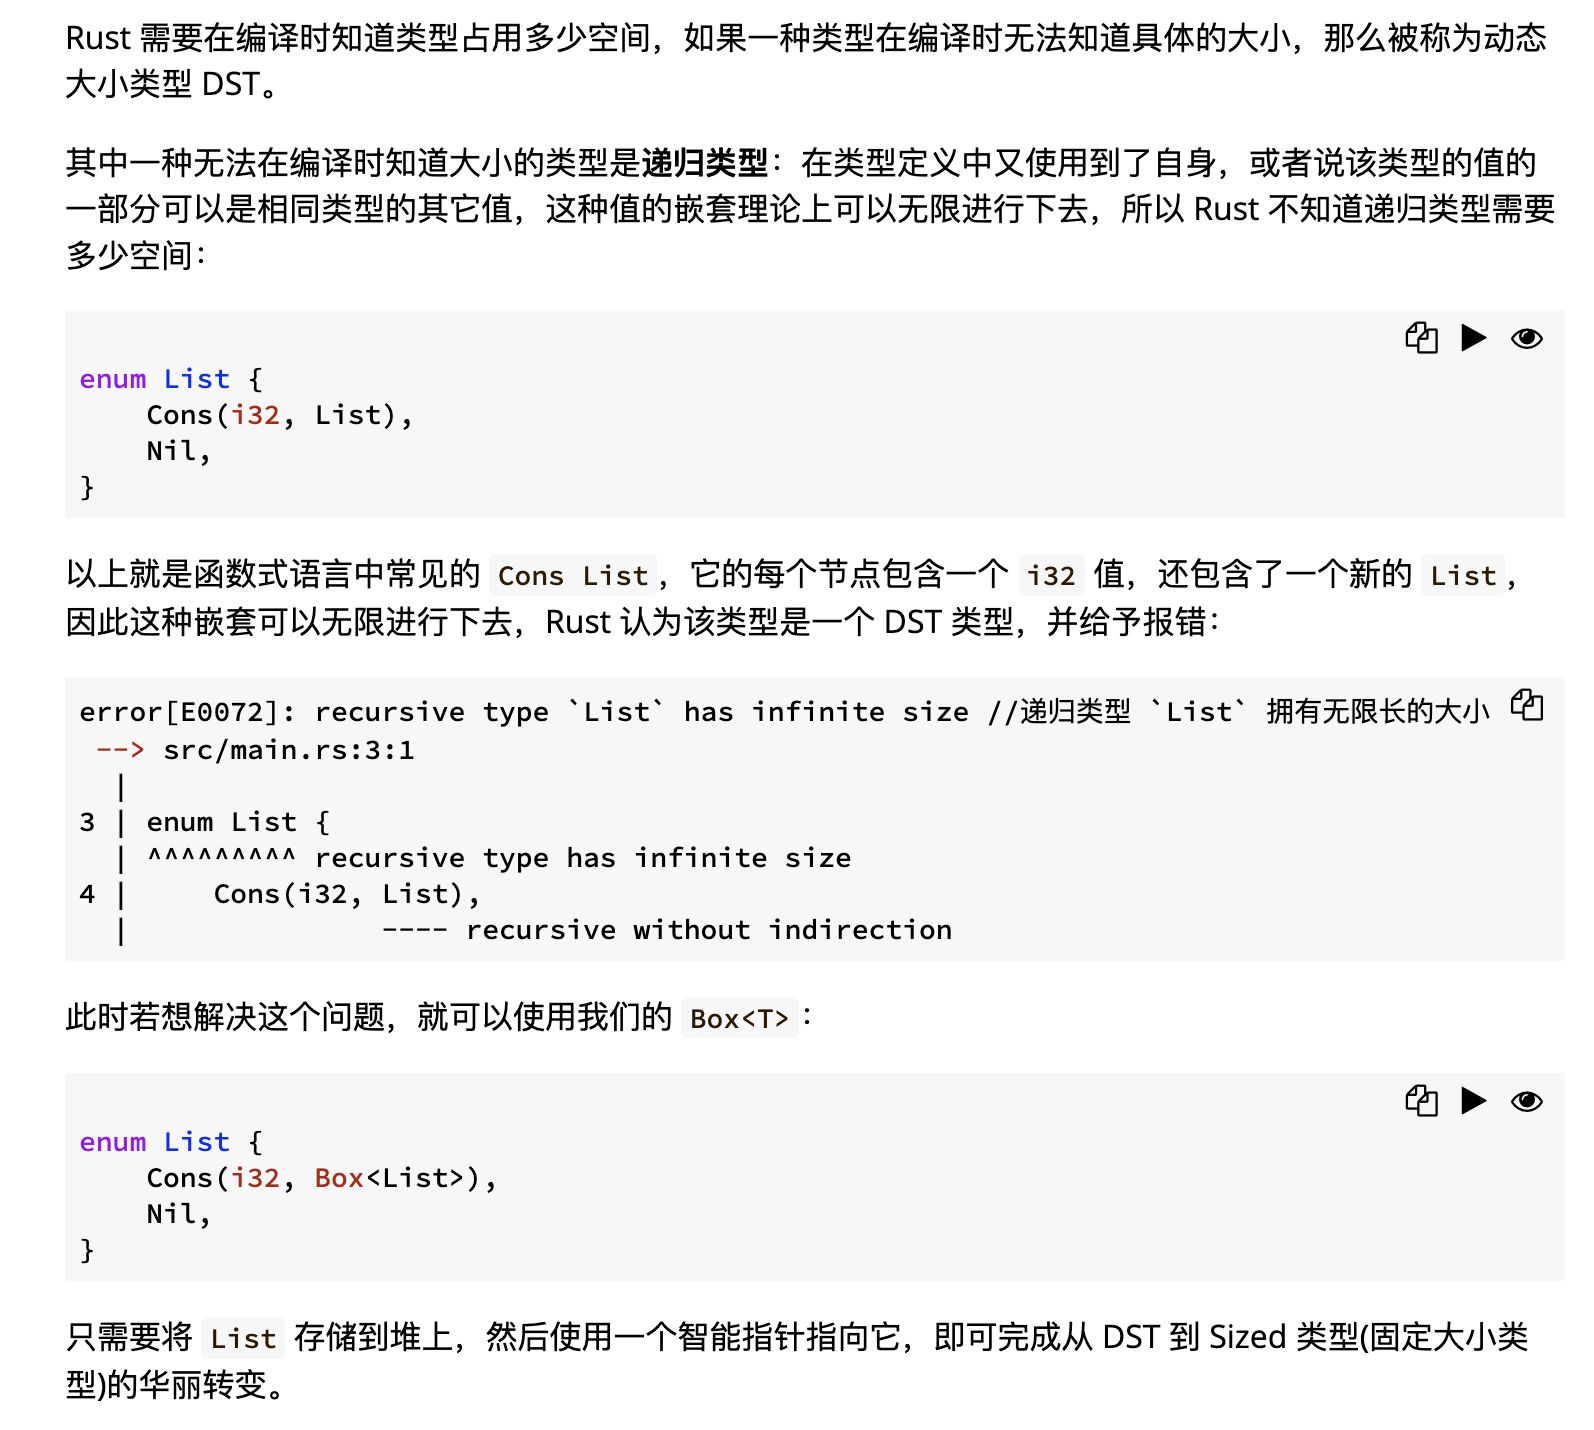 Rust 需要在编译时知道类型占用多少空间，如果一种类型在编译时无法知道具体的大小，那么被称为动态
大小类型 DST。
其中一种无法在编译时知道大小的类型是递归类型：在类型定义中又使用到了自身，或者说该类型的值的
一部分可以是相同类型的其它值，这种值的嵌套理论上可以无限进行下去，所以 Rust 不知道递归类型需要
多少空间：
enum List {
    Cons(i32, List),
    Nil,
}
以上就是函数式语言中常见的 Cons List，它的每个节点包含一个 i32 值，还包含了一个新的 List，
因此这种嵌套可以无限进行下去，Rust 认为该类型是一个 DST 类型，并给予报错：
error[E0072]: recursive type `List` has infinite size //递归类型 `List` 拥有无限长的大小
 --> src/main.rs:3:1
  |
3 | enum List {
  | ^^^^^^^^^ recursive type has infinite size
4 |     Cons(i32, List),
  |               ---- recursive without indirection
此时若想解决这个问题，就可以使用我们的 Box<T>：
enum List {
    Cons(i32, Box<List>),
    Nil,
}
只需要将 List 存储到堆上，然后使用一个智能指针指向它，即可完成从 DST 到 Sized 类型(固定大小类
型)的华丽转变。